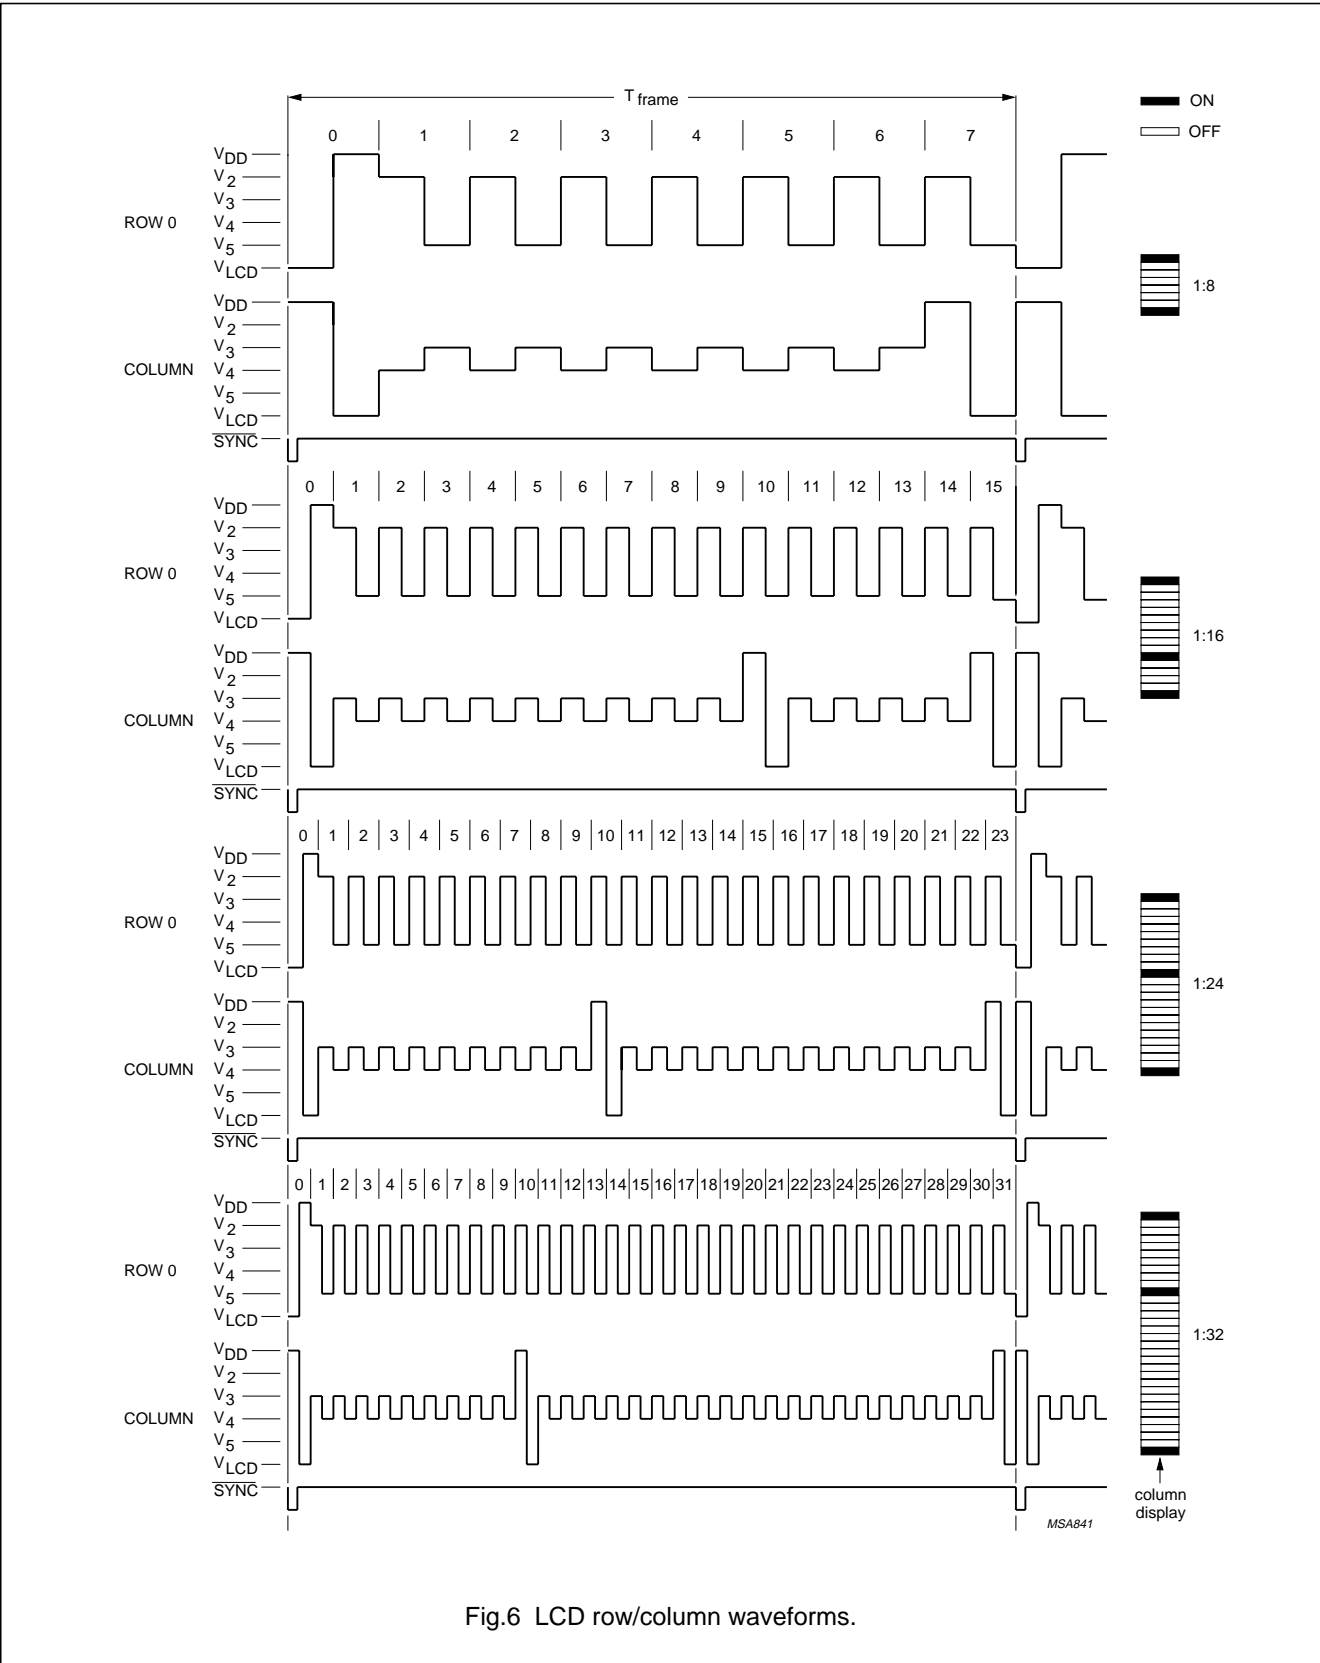 T frame
ON
OFF
0 1 2 3 4 5 6 7
VDD
V2
V3
ROW 0
V4
V5
VLCD
1:8
VDD
V2
V3
COLUMN
V4
V5
VLCD
SYNC
0 1 2 3 4 5 6 7 8 9 10 11 12 13 14 15
VDD
V2
V3
ROW 0
V4
V5
VLCD
1:16
VDD
V2
V3
COLUMN
V4
V5
VLCD
SYNC
0 1 2 3 4 5 6 7 8 9 10 11 12 13 14 15 16 17 18 19 20 21 22 23
VDD
V2
V3
ROW 0
V4
V5
VLCD
1:24
VDD
V2
V3
COLUMN
V4
V5
VLCD
SYNC
0 1 2 3 4 5 6 7 8 9 10 11 12 13 14 15 16 17 18 19 20 21 22 23 24 25 26 27 28 29 30 31
VDD
V2
V3
ROW 0
V4
V5
VLCD
1:32
VDD
V2
V3
COLUMN
V4
V5
VLCD
SYNC
column
display
MSA841
Fig.6 LCD row/column waveforms.